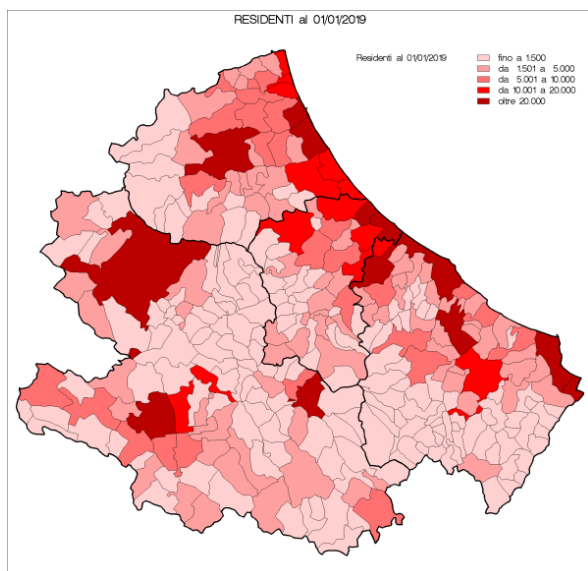 RESIDENTI al 01/01/2019
Residenti al 01/01/2019
fino a 1.500
da 1.501 a 5.000
da 5.001 a 10.000
da 10.001 a 20.000
oltre 20.000